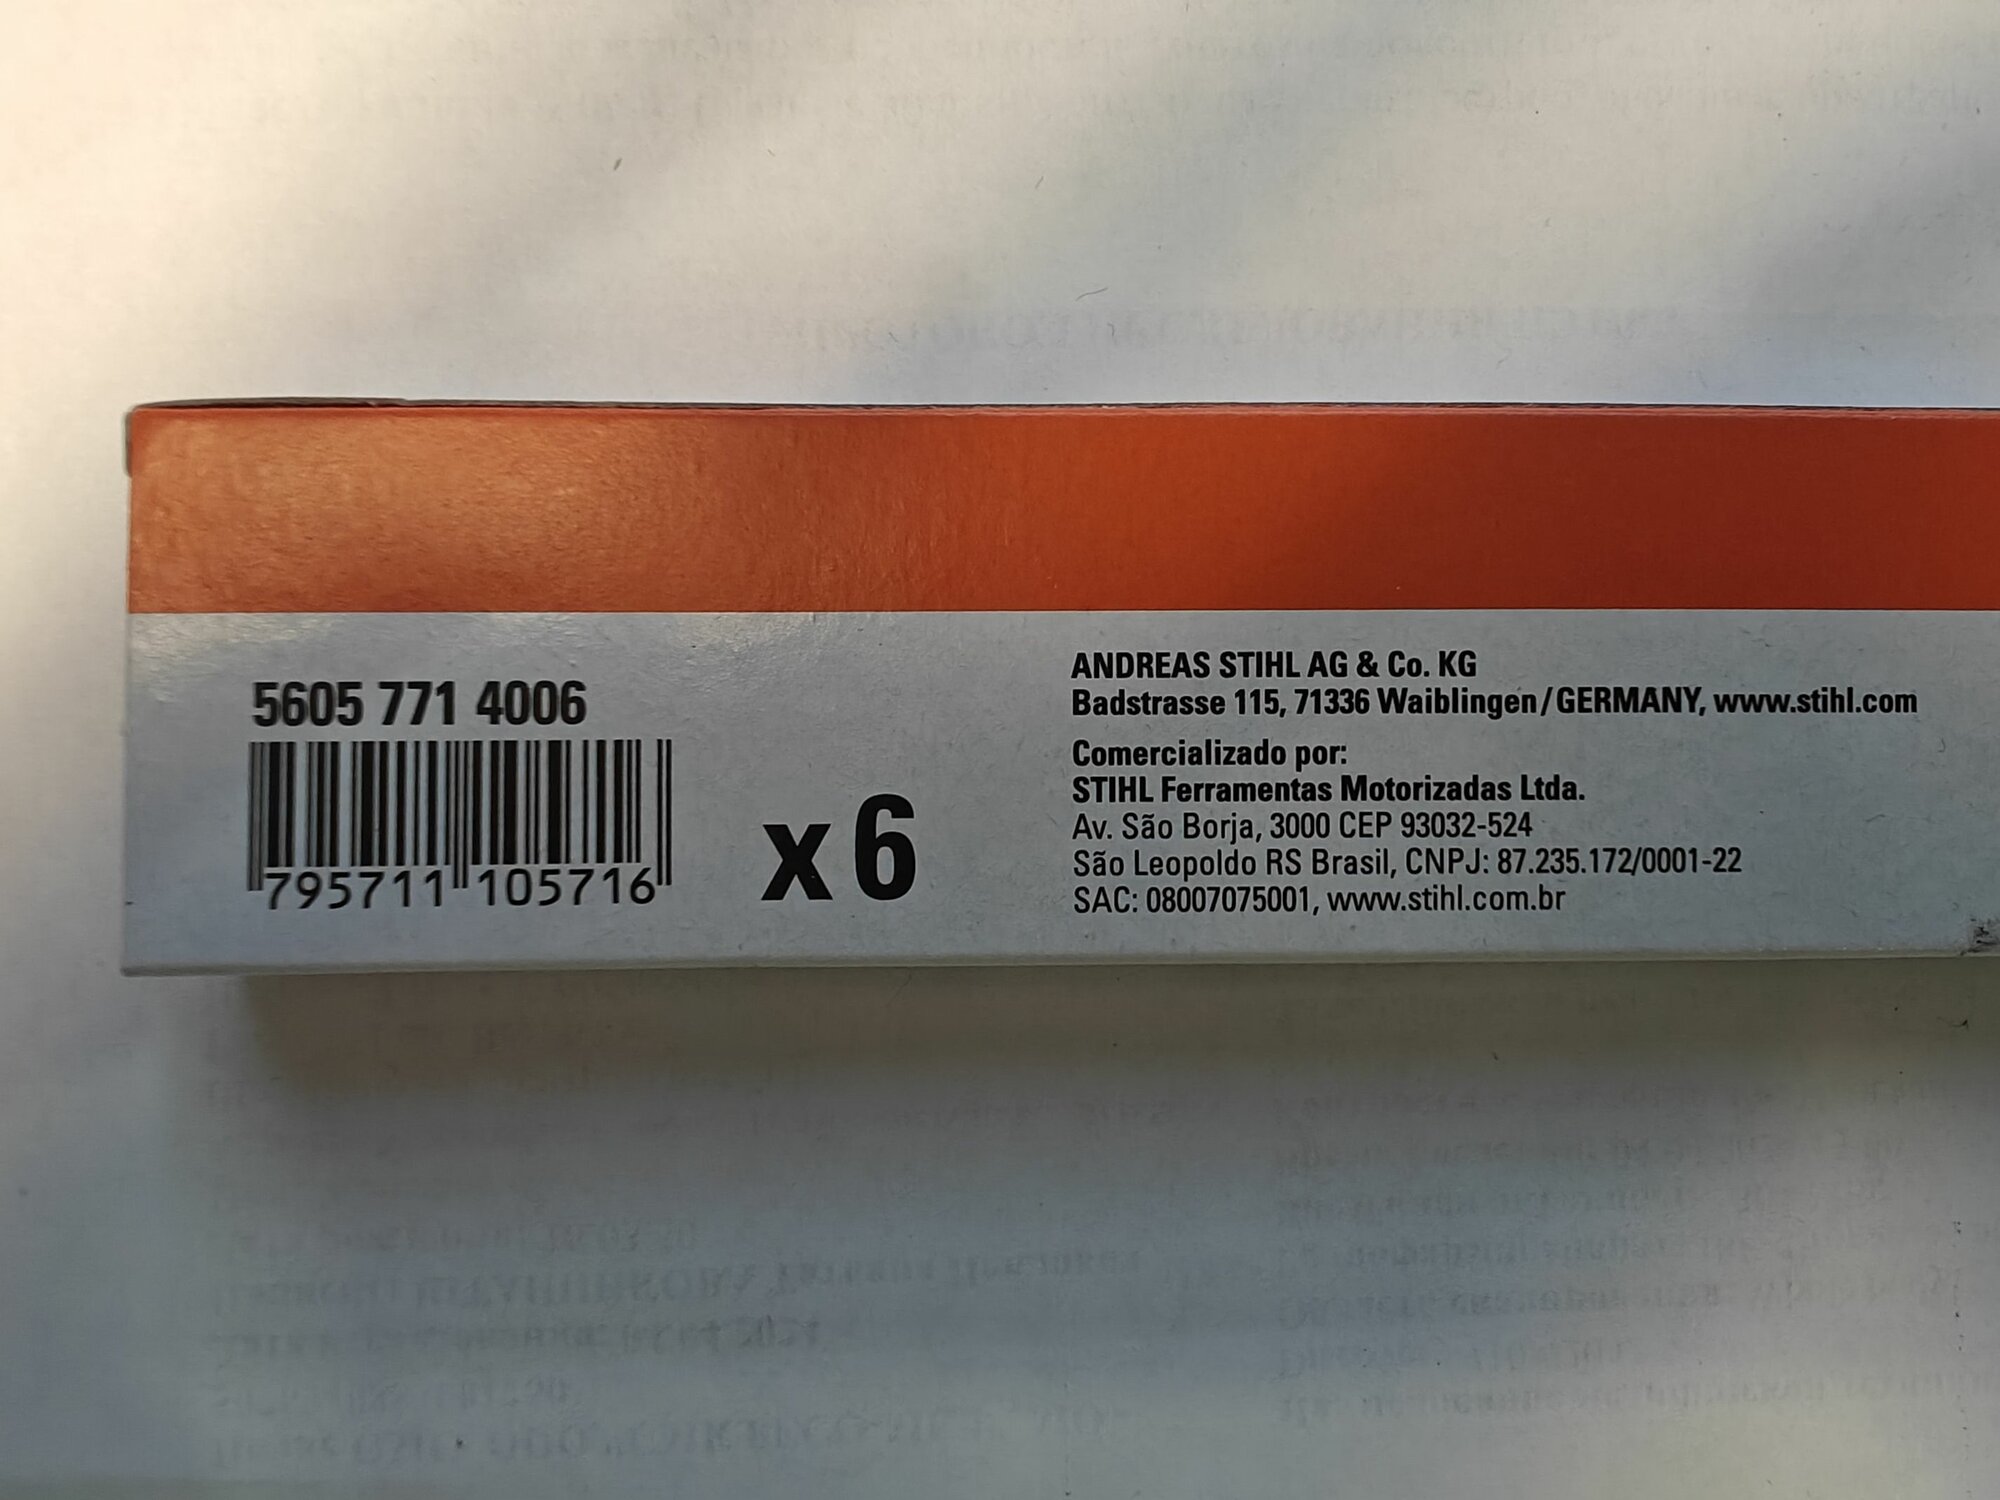 5605 771 4006
795711 105716
x 6
ANDREAS STIHL AG & Co. KG
Badstrasse 115, 71336 Waiblingen/GERMANY, www.stihl.com
Comercializado por:
STIHL Ferramentas Motorizadas Ltda.
Av. São Borja, 3000 CEP 93032-524
São Leopoldo RS Brasil, CNPJ: 87.235.172/0001-22
SAC: 08007075001, www.stihl.com.br